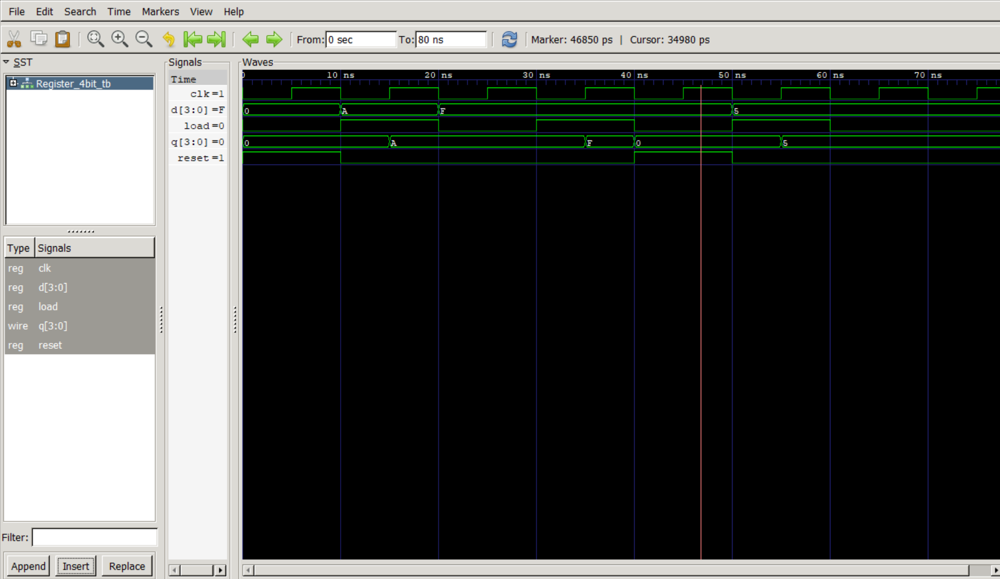 File Edit Search Time Markers View Help
From: 0 sec To: 80 ns Marker: 46850 ps | Cursor: 34980 ps
SST
Register_4bit_tb
Type Signals
reg clk
reg d[3:0]
reg load
wire q[3:0]
reg reset
Filter:
Append Insert Replace
Signals
Time
clk=1
d[3:0]=F
load=0
q[3:0]=0
reset=1
Waves
0 10 ns 20 ns 30 ns 40 ns 50 ns 60 ns 70 ns
0 A F 5
0 A F 0 5